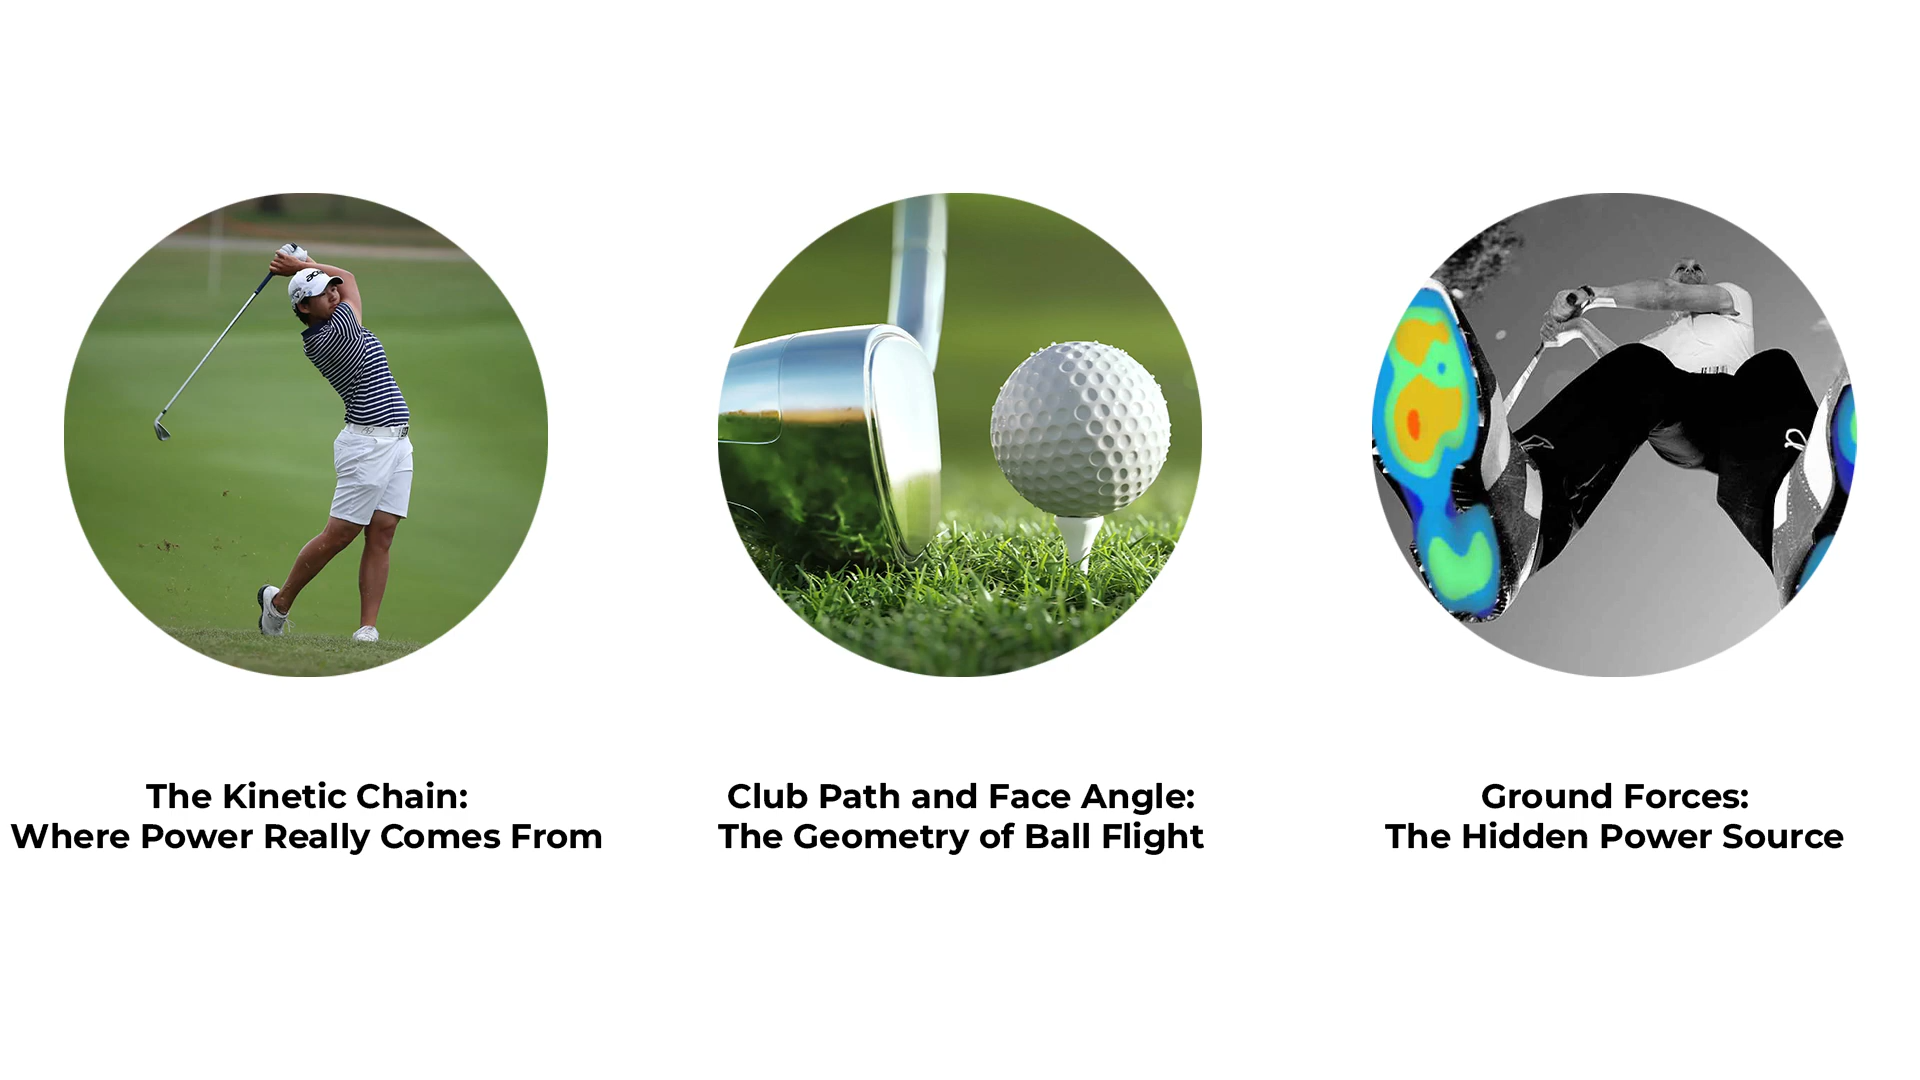 The Kinetic Chain:
Where Power Really Comes From
Club Path and Face Angle:
The Geometry of Ball Flight
Ground Forces:
The Hidden Power Source